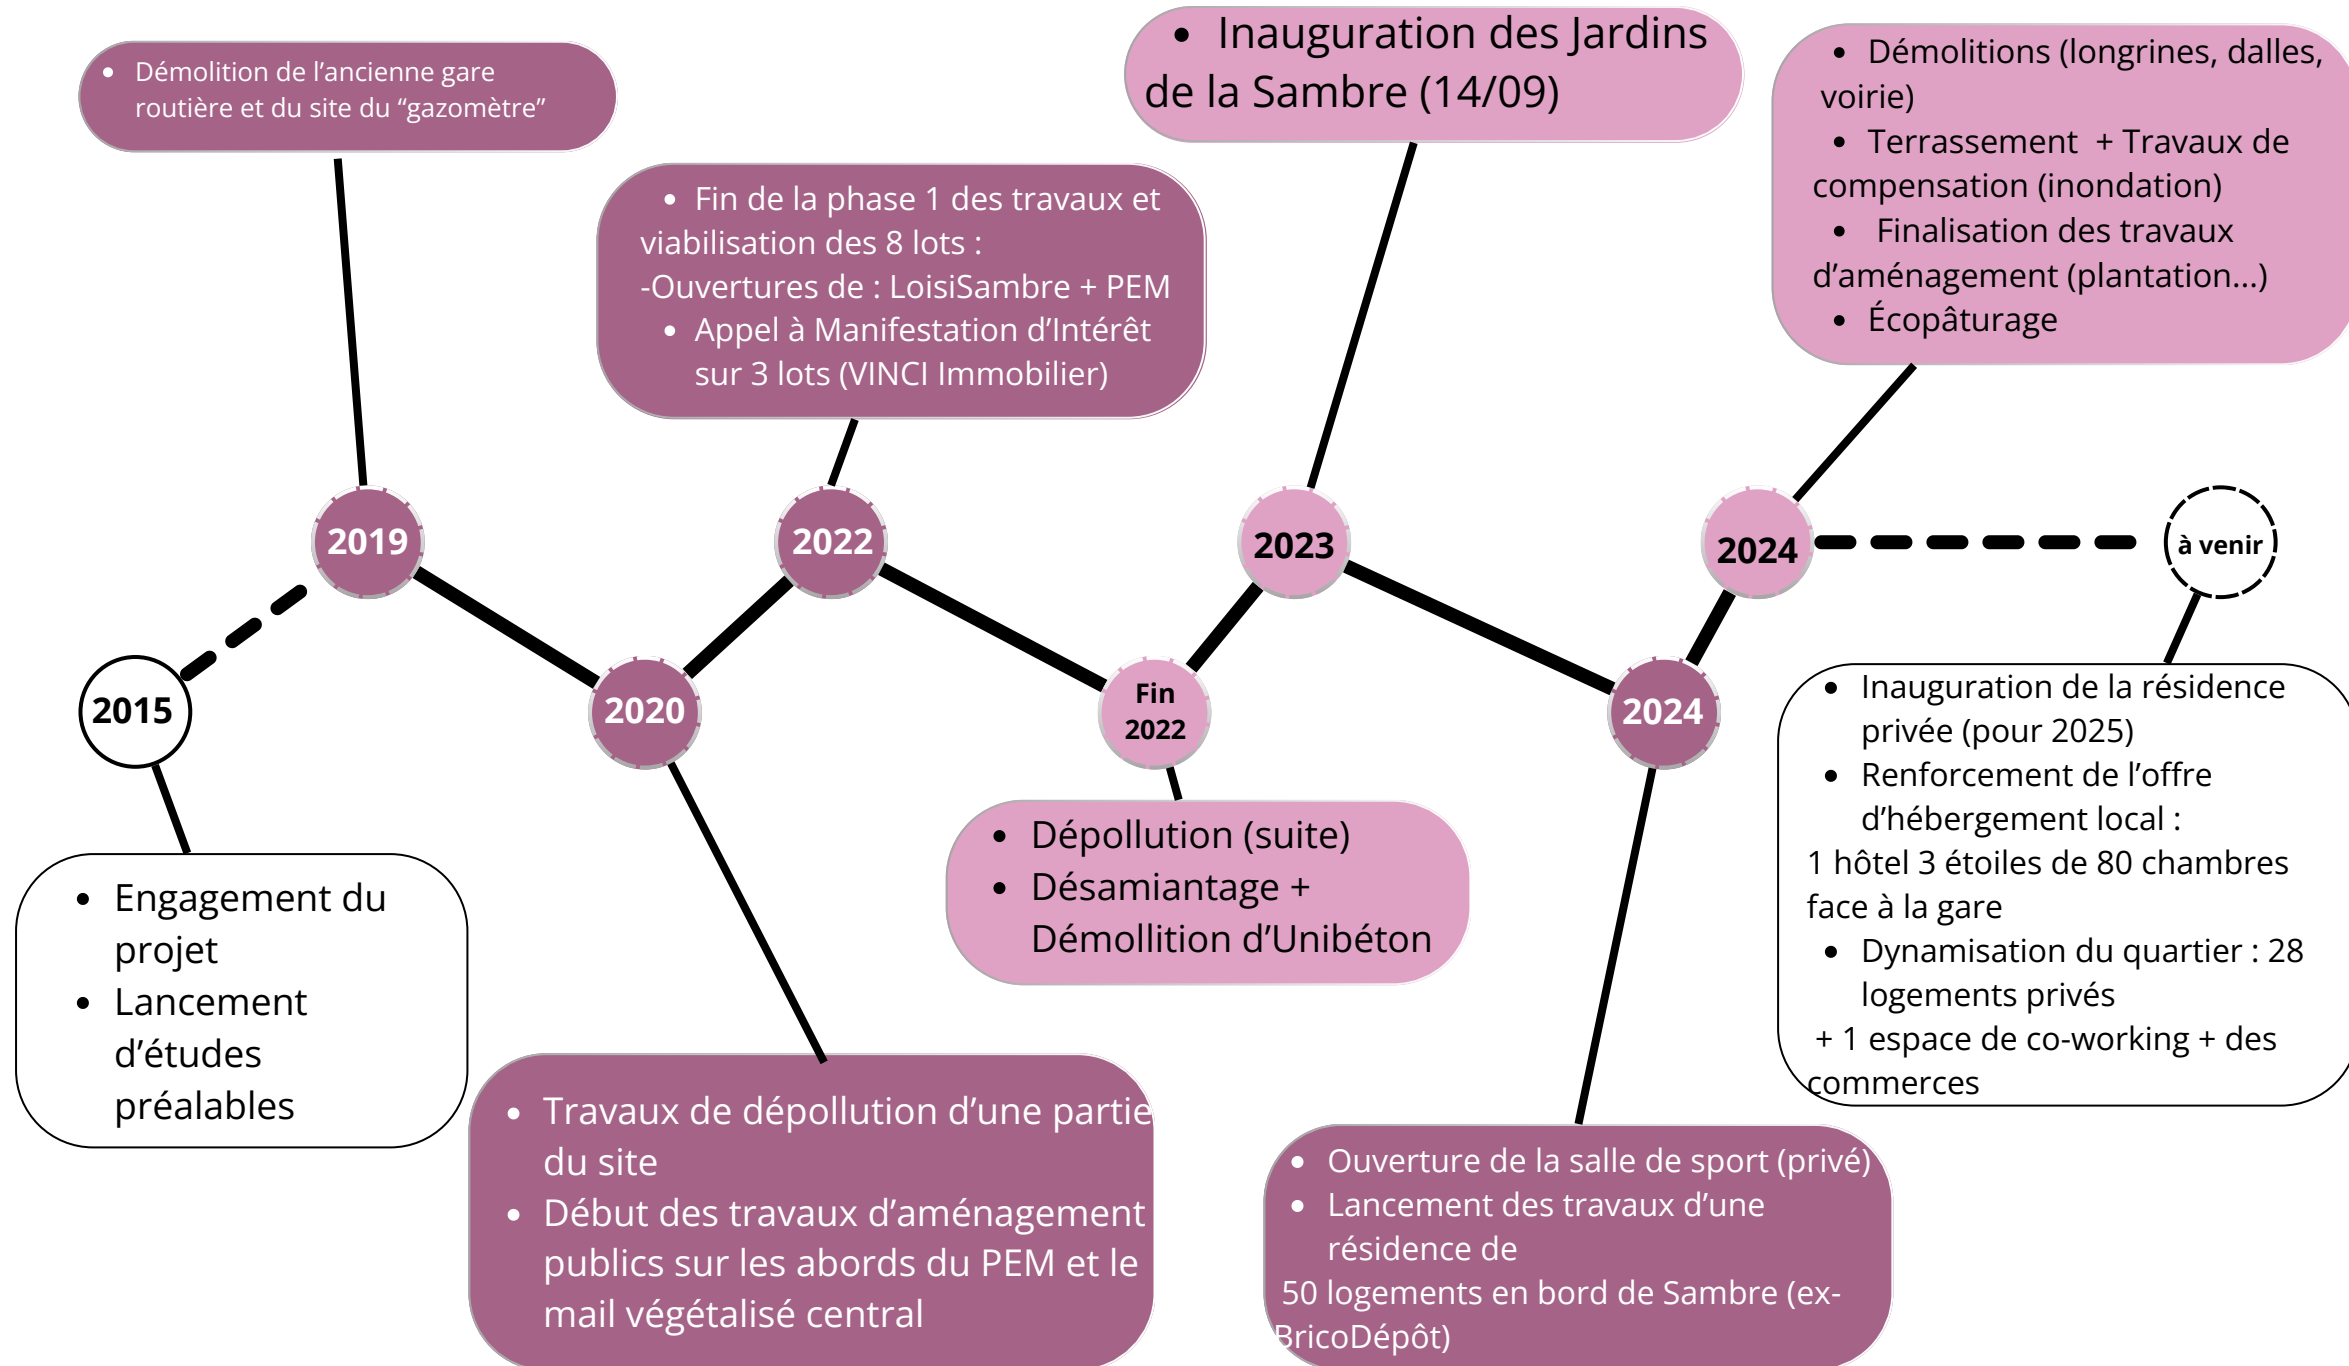 • Démolition de l’ancienne gare
routière et du site du “gazomètre”
• Fin de la phase 1 des travaux et
viabilisation des 8 lots :
-Ouvertures de : LoisiSambre + PEM
• Appel à Manifestation d’Intérêt
sur 3 lots (VINCI Immobilier)
• Inauguration des Jardins
de la Sambre (14/09)
• Démolitions (longrines, dalles,
voirie)
• Terrassement + Travaux de
compensation (inondation)
• Finalisation des travaux
d’aménagement (plantation...)
• Écopâturage
2019
2022
2023
2024
à venir
2015
2020
Fin
2022
2024
• Engagement du
projet
• Lancement
d’études
préalables
• Travaux de dépollution d’une partie
du site
• Début des travaux d’aménagement
publics sur les abords du PEM et le
mail végétalisé central
• Dépollution (suite)
• Désamiantage +
Démollition d’Unibéton
• Ouverture de la salle de sport (privé)
• Lancement des travaux d’une
résidence de
50 logements en bord de Sambre (ex-
BricoDépôt)
• Inauguration de la résidence
privée (pour 2025)
• Renforcement de l’offre
d’hébergement local :
1 hôtel 3 étoiles de 80 chambres
face à la gare
• Dynamisation du quartier : 28
logements privés
+ 1 espace de co-working + des
commerces